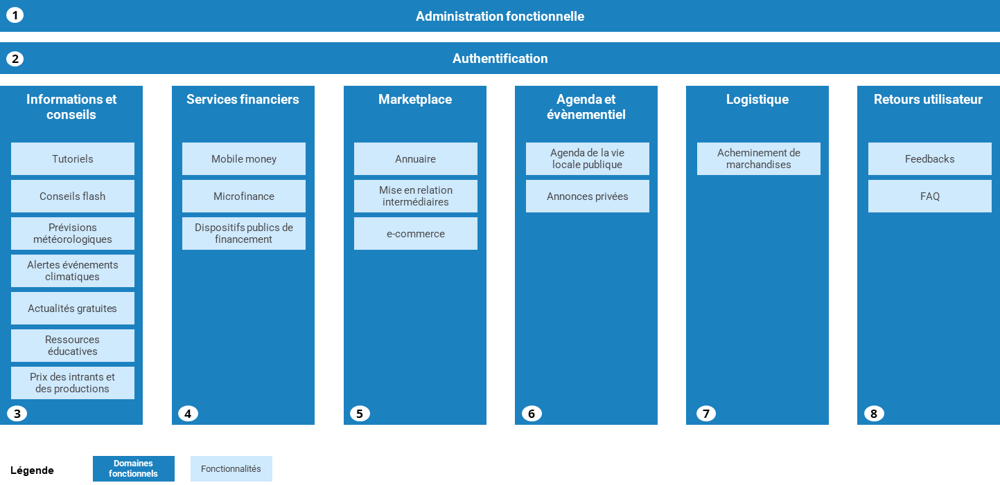 1
Administration fonctionnelle
2
Authentification
Informations et
conseils
Tutoriels
Conseils flash
Prévisions
météorologiques
Alertes événements
climatiques
Actualités gratuites
Ressources
éducatives
Prix des intrants et
des productions
3
Services financiers
Mobile money
Microfinance
Dispositifs publics de
financement
4
Marketplace
Annuaire
Mise en relation
intermédiaires
e-commerce
5
Agenda et
évènementiel
Agenda de la vie
locale publique
Annonces privées
6
Logistique
Acheminement de
marchandises
7
Retours utilisateur
Feedbacks
FAQ
8
Légende
Domaines
fonctionnels
Fonctionnalités